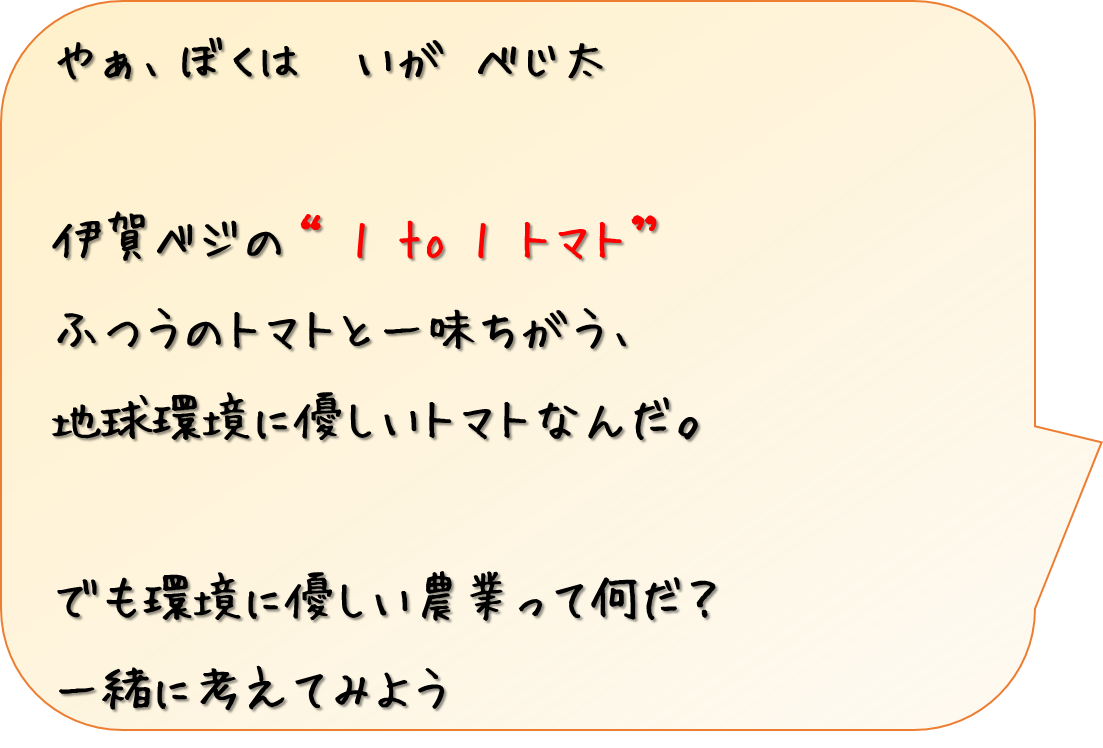 やぁ、ぼくは　いが べじ太
伊賀ベジの“１ to１トマト”
ふつうのトマトと一味ちがう、
地球環境に優しいトマトなんだ。
でも環境に優しい農業って何だ？
一緒に考えてみよう